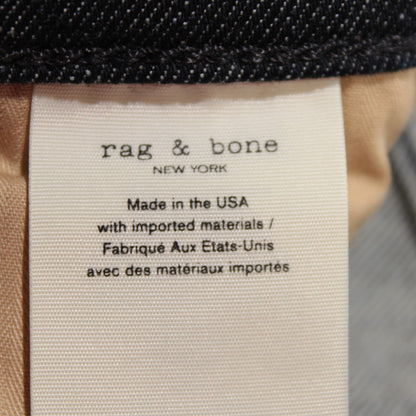 rag & bone
NEW YORK
Made in the USA
with imported materials /
Fabriqué Aux Etats-Unis
avec des matériaux importés